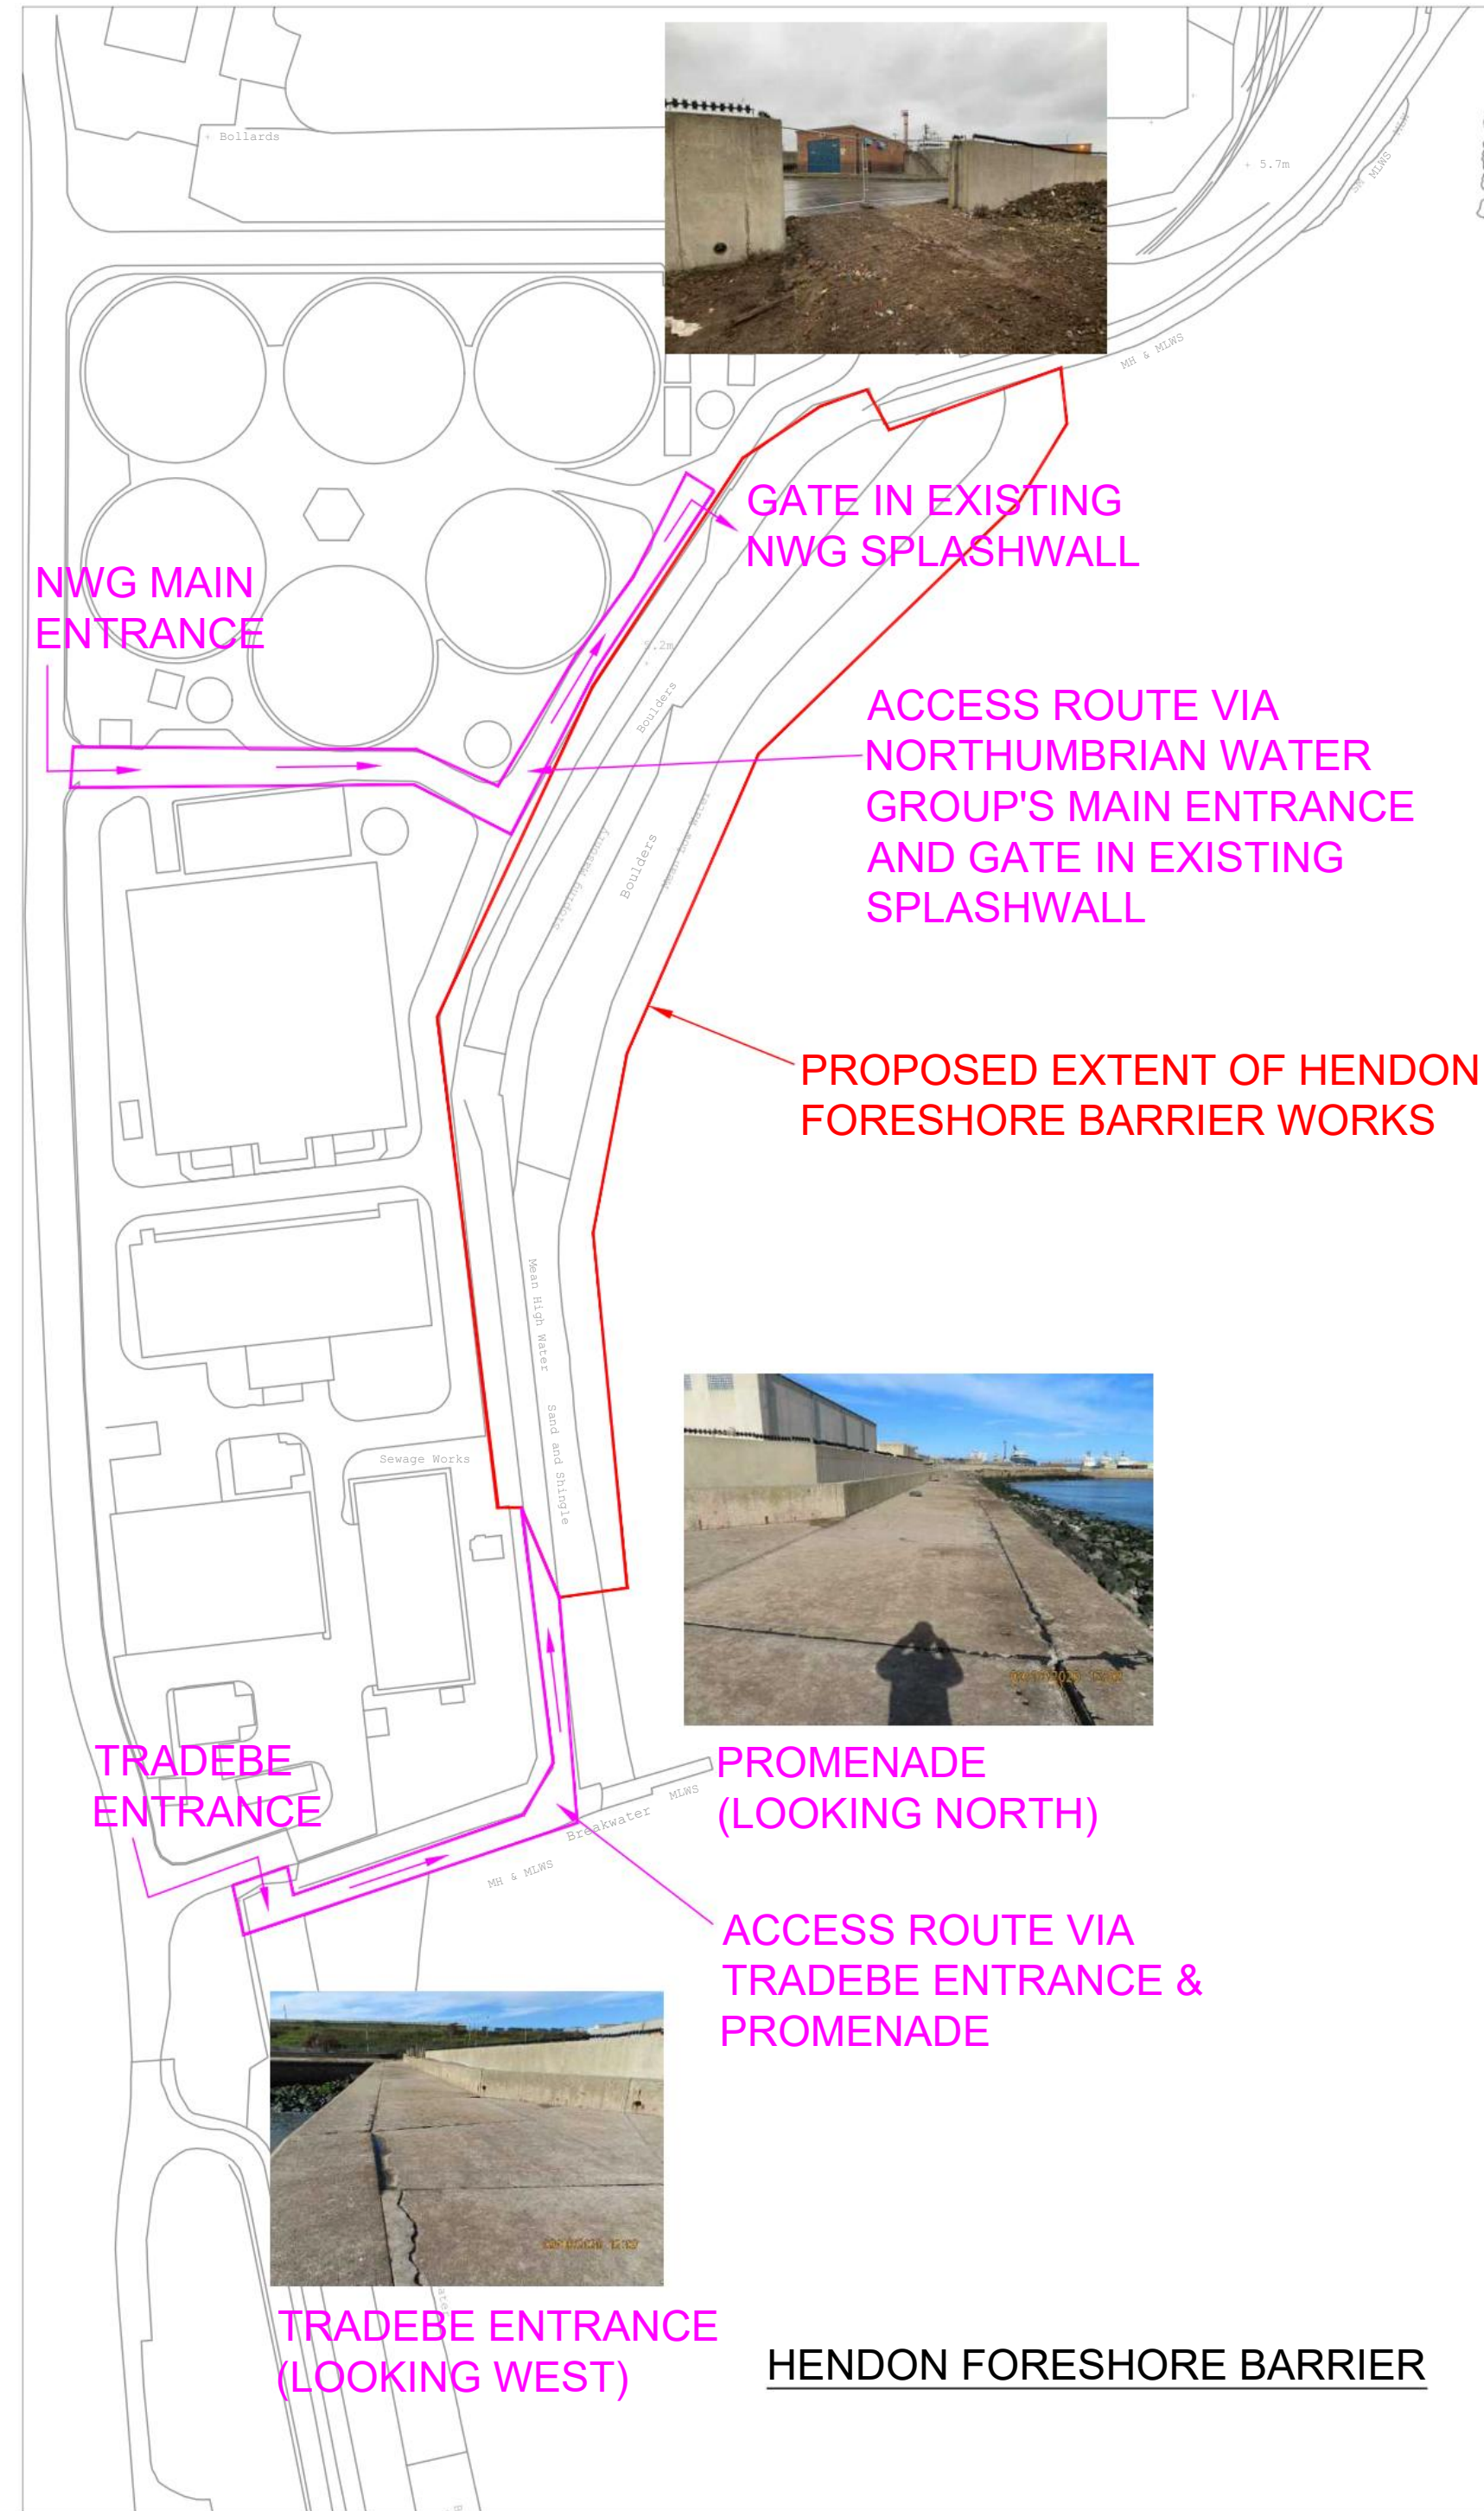 + Bollards
+ 5.7m
MH & MLWS
GATE IN EXISTING
NWG SPLASHWALL
NWG MAIN
ENTRANCE
5.2m
Boulders
ACCESS ROUTE VIA
NORTHUMBRIAN WATER
GROUP'S MAIN ENTRANCE
AND GATE IN EXISTING
SPLASHWALL
Sloping Masonry
Boulders
Mean Low Water
PROPOSED EXTENT OF HENDON
FORESHORE BARRIER WORKS
Mean High Water
Sand and Shingle
Sewage Works
TRADEBE
ENTRANCE
PROMENADE
(LOOKING NORTH)
MLWS
Breakwater
MH & MLWS
ACCESS ROUTE VIA
TRADEBE ENTRANCE &
PROMENADE
TRADEBE ENTRANCE
(LOOKING WEST)
HENDON FORESHORE BARRIER